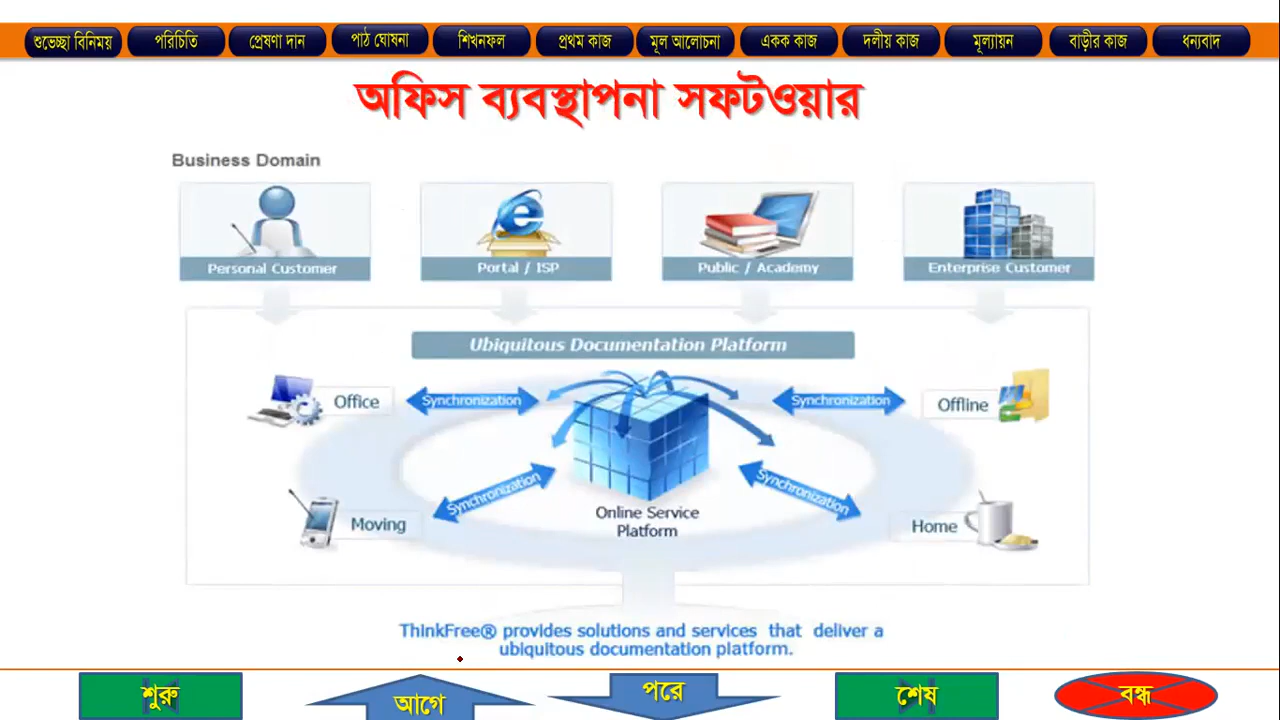 শুভেচ্ছা বিনিময় পরিচিতি প্রেষণা দান পাঠ ঘোষনা শিখনফল প্রথম কাজ মূল আলোচনা একক কাজ দলীয় কাজ মূল্যায়ন বাড়ীর কাজ ধন্যবাদ
অফিস ব্যবস্থাপনা সফটওয়ার
Business Domain
Personal Customer Portal / ISP Public / Academy Enterprise Customer
Ubiquitous Documentation Platform
Office Synchronization Synchronization Offline
Synchronization Synchronization
Moving Online Service Home
Platform
ThinkFree® provides solutions and services that deliver a
ubiquitous documentation platform.
শুরু আগে পরে শেষ বন্ধ